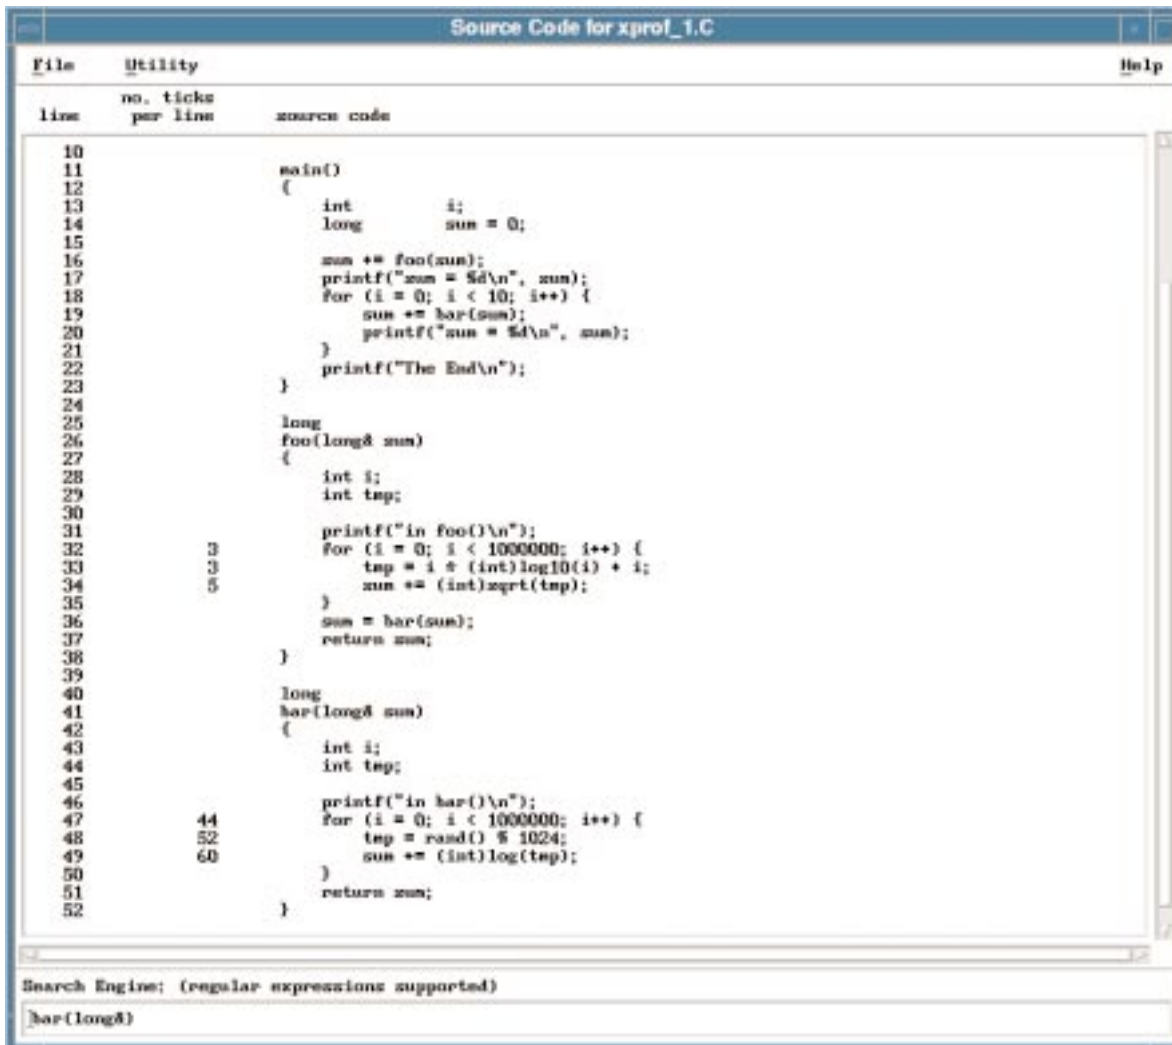 Source Code for xprof_1.C
File Utility Help
no. ticks
line per line source code
10
11 main()
12 {
13 int i;
14 long sum = 0;
15
16 sum += foo(sum);
17 printf("sum = %d\n", sum);
18 for (i = 0; i < 10; i++) {
19 sum += bar(sum);
20 printf("sum = %d\n", sum);
21 }
22 printf("The End\n");
23 }
24
25 long
26 foo(long& sum)
27 {
28 int i;
29 int tmp;
30
31 printf("in foo()\n");
32 3 for (i = 0; i < 1000000; i++) {
33 3 tmp = i * (int)log10(i) + i;
34 5 sum += (int)sqrt(tmp);
35 }
36 sum = bar(sum);
37 return sum;
38 }
39
40 long
41 bar(long& sum)
42 {
43 int i;
44 int tmp;
45
46 printf("in bar()\n");
47 44 for (i = 0; i < 1000000; i++) {
48 52 tmp = rand() % 1024;
49 60 sum += (int)log(tmp);
50 }
51 return sum;
52 }
Search Engine: (regular expressions supported)
bar(long&)